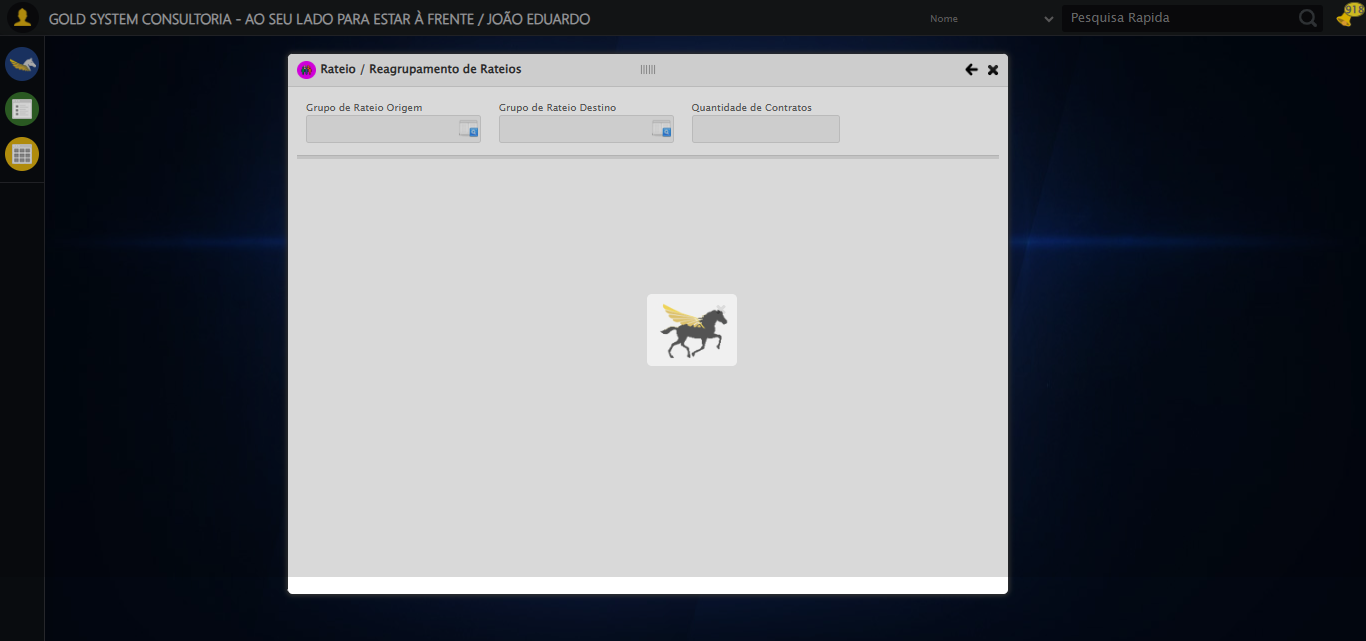 GOLD SYSTEM CONSULTORIA - AO SEU LADO PARA ESTAR À FRENTE / JOÃO EDUARDO
Nome
Pesquisa Rapida
918
Rateio / Reagrupamento de Rateios
Grupo de Rateio Origem
Grupo de Rateio Destino
Quantidade de Contratos